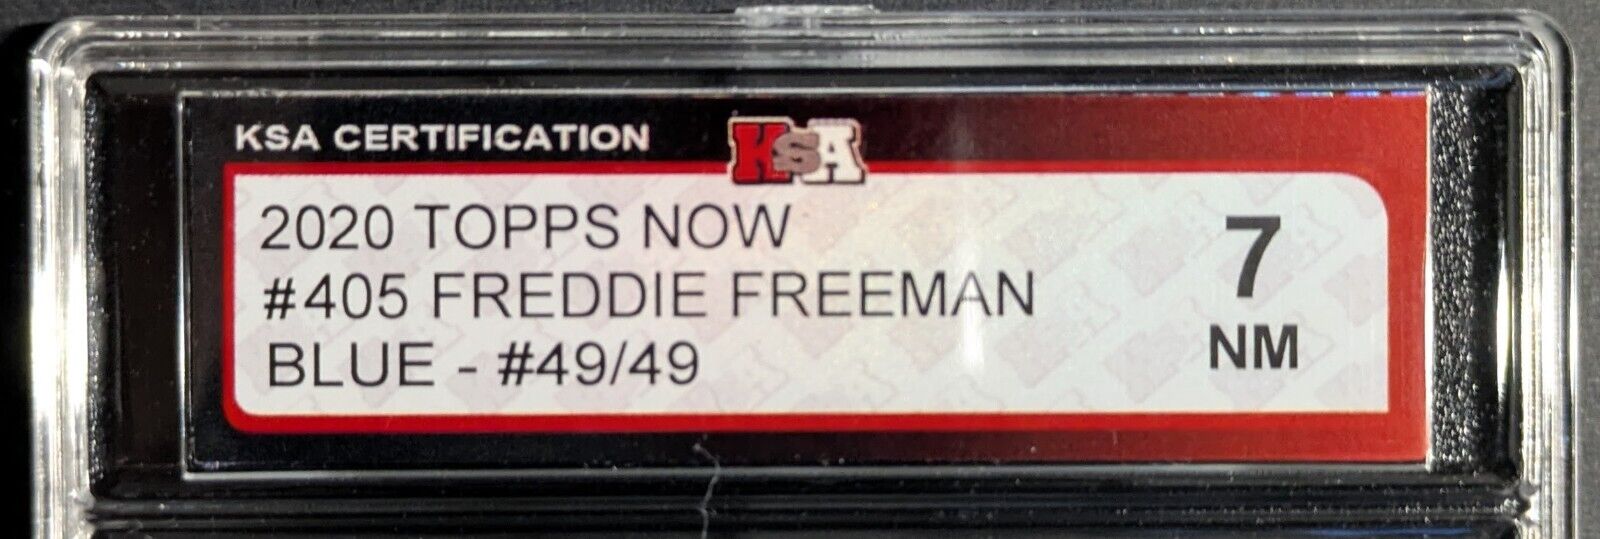 KSA CERTIFICATION
KSA
2020 TOPPS NOW
#405 FREDDIE FREEMAN
BLUE - #49/49
7
NM